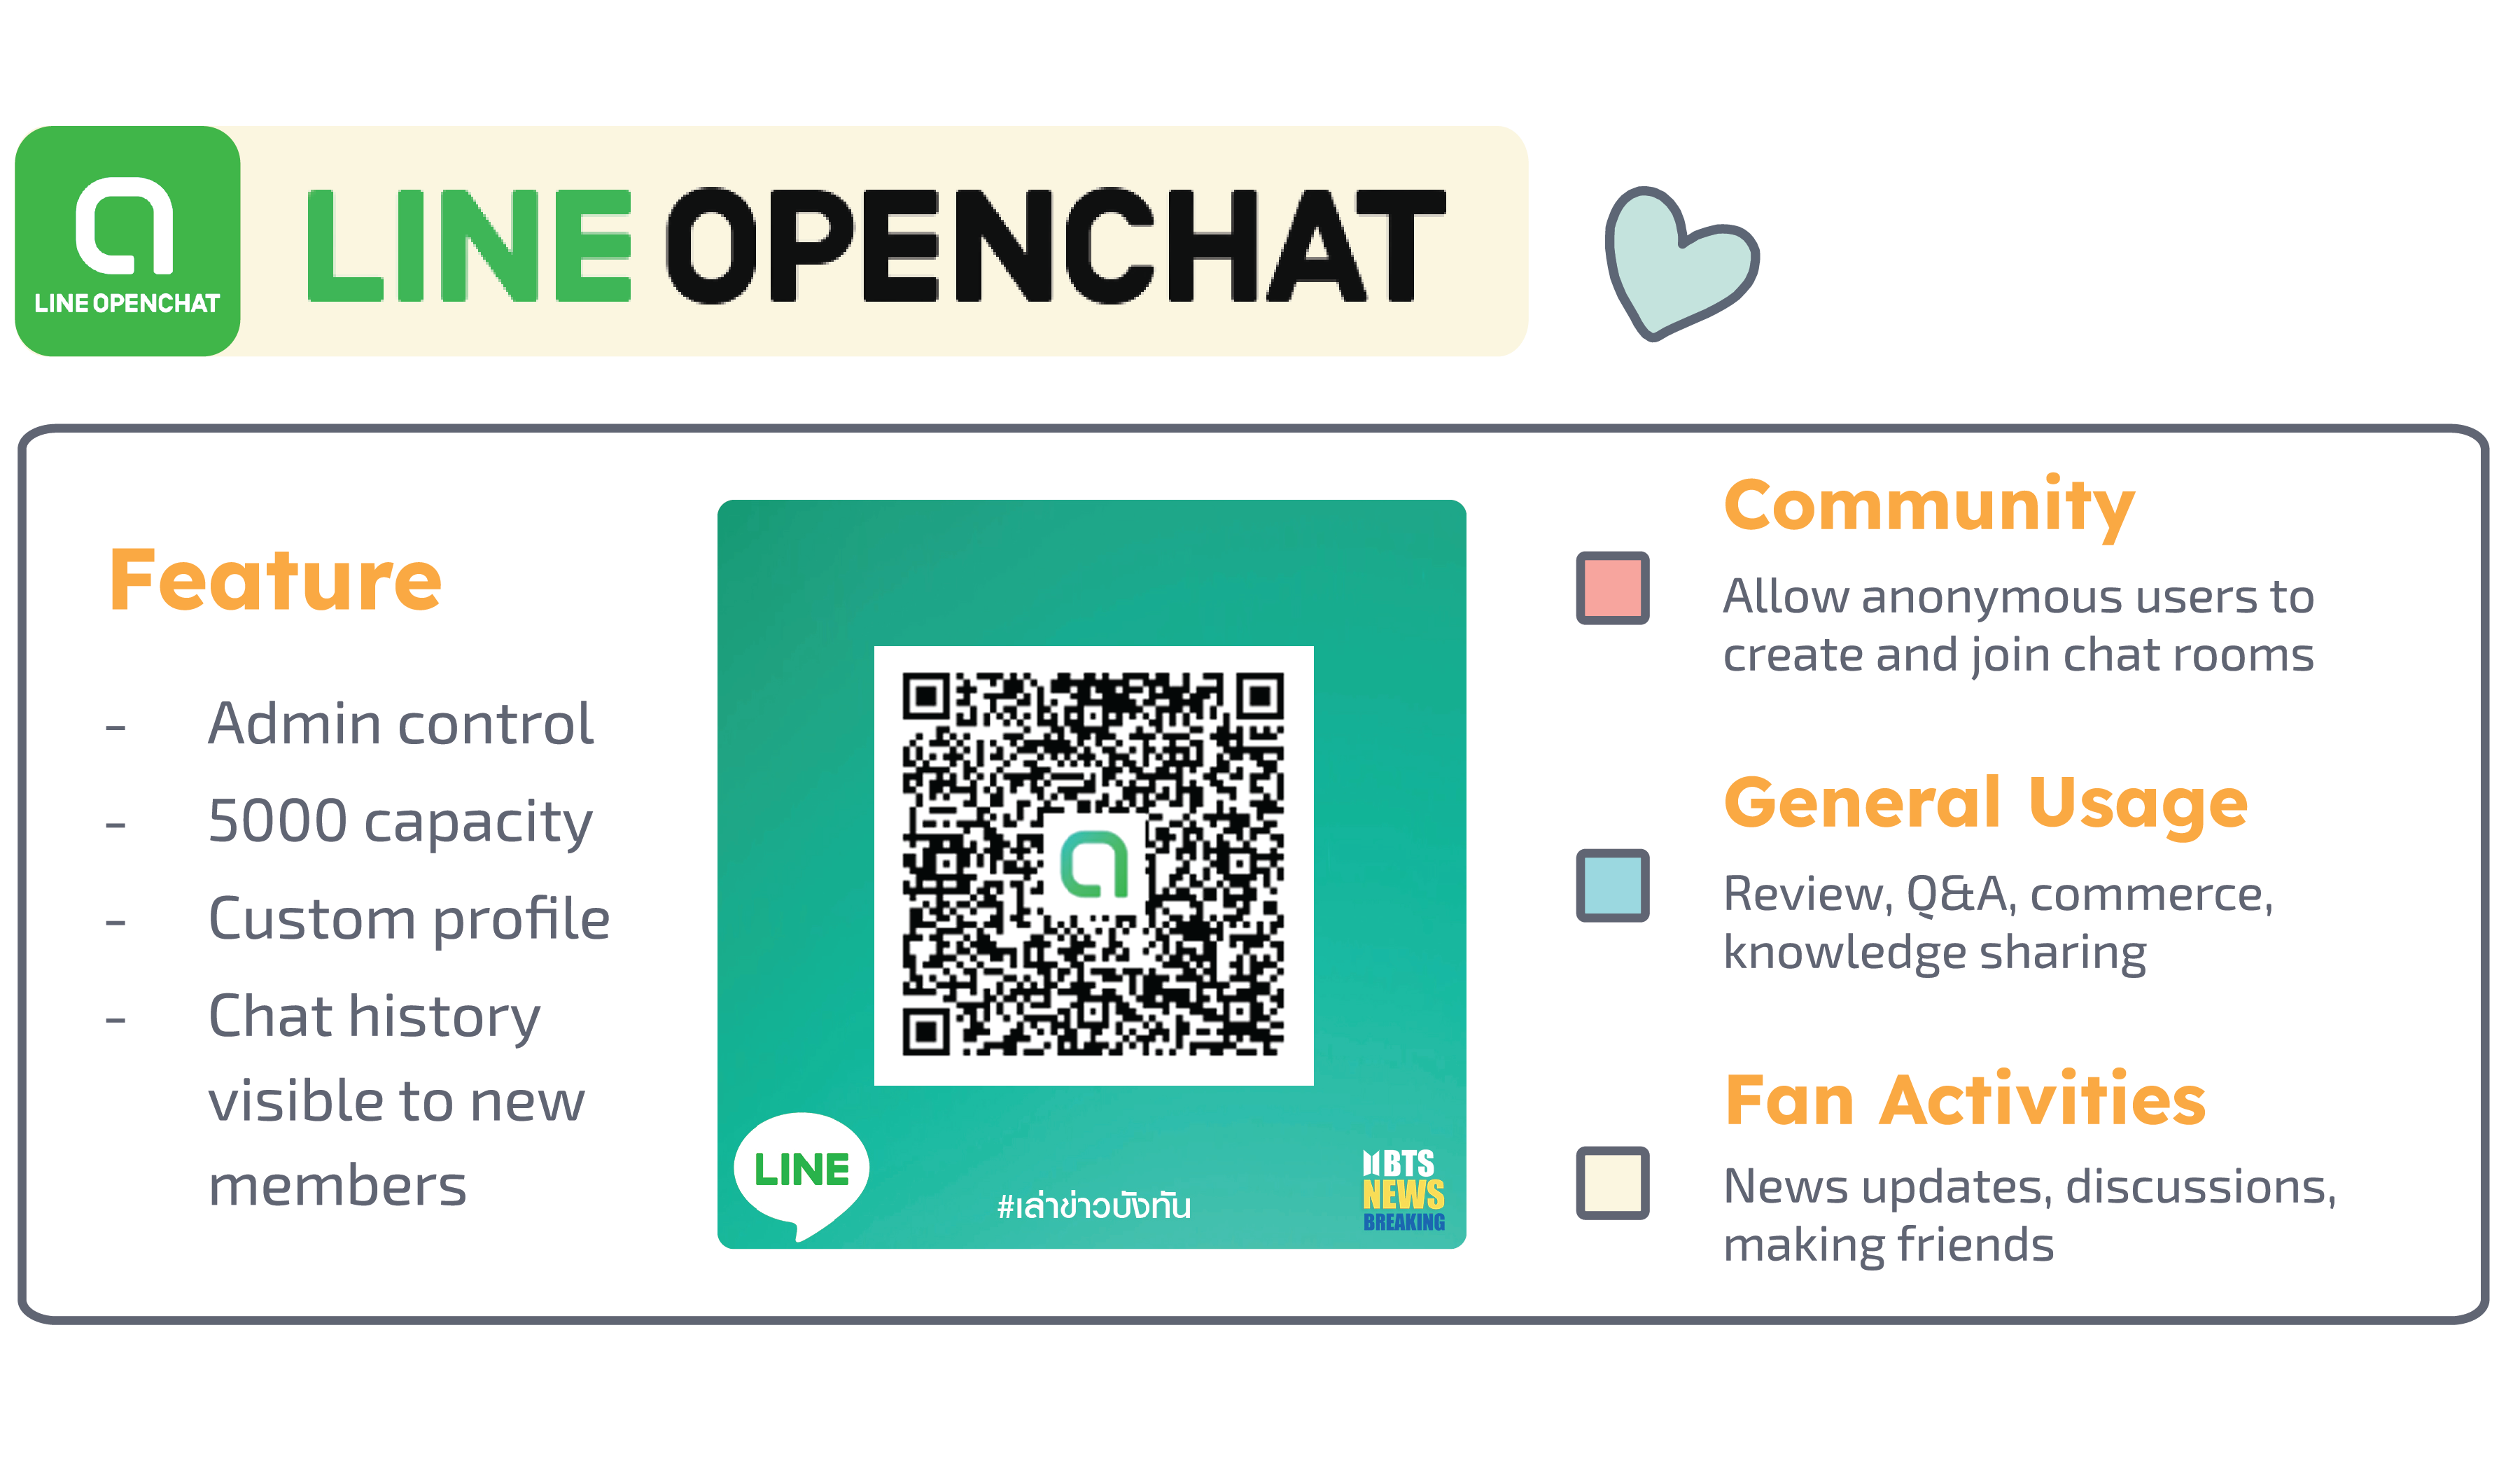 LINE OPENCHAT
LINE OPENCHAT
Feature
- Admin control
- 5000 capacity
- Custom profile
- Chat history
visible to new
members
LINE
#เล่าข่าวบังทัน
BTS
NEWS
BREAKING
Community
Allow anonymous users to
create and join chat rooms
General Usage
Review, Q&A, commerce,
knowledge sharing
Fan Activities
News updates, discussions,
making friends